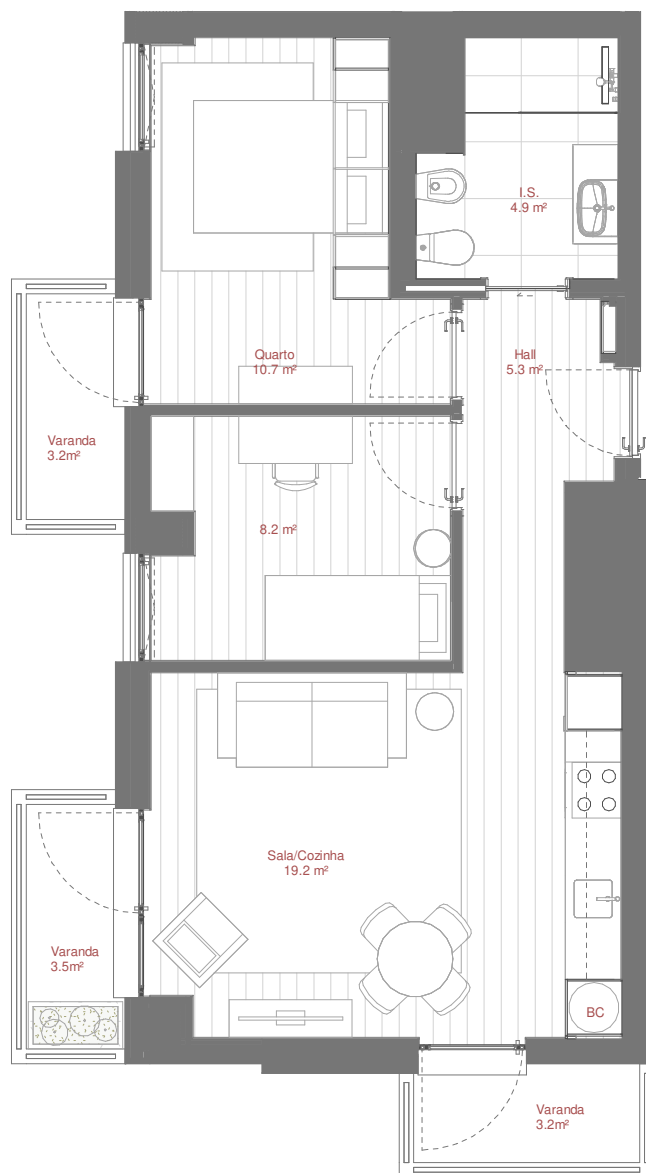 I.S.
4.9 m²
Quarto
10.7 m²
Hall
5.3 m²
Varanda
3.2m²
8.2 m²
Sala/Cozinha
19.2 m²
Varanda
3.5m²
BC
Varanda
3.2m²